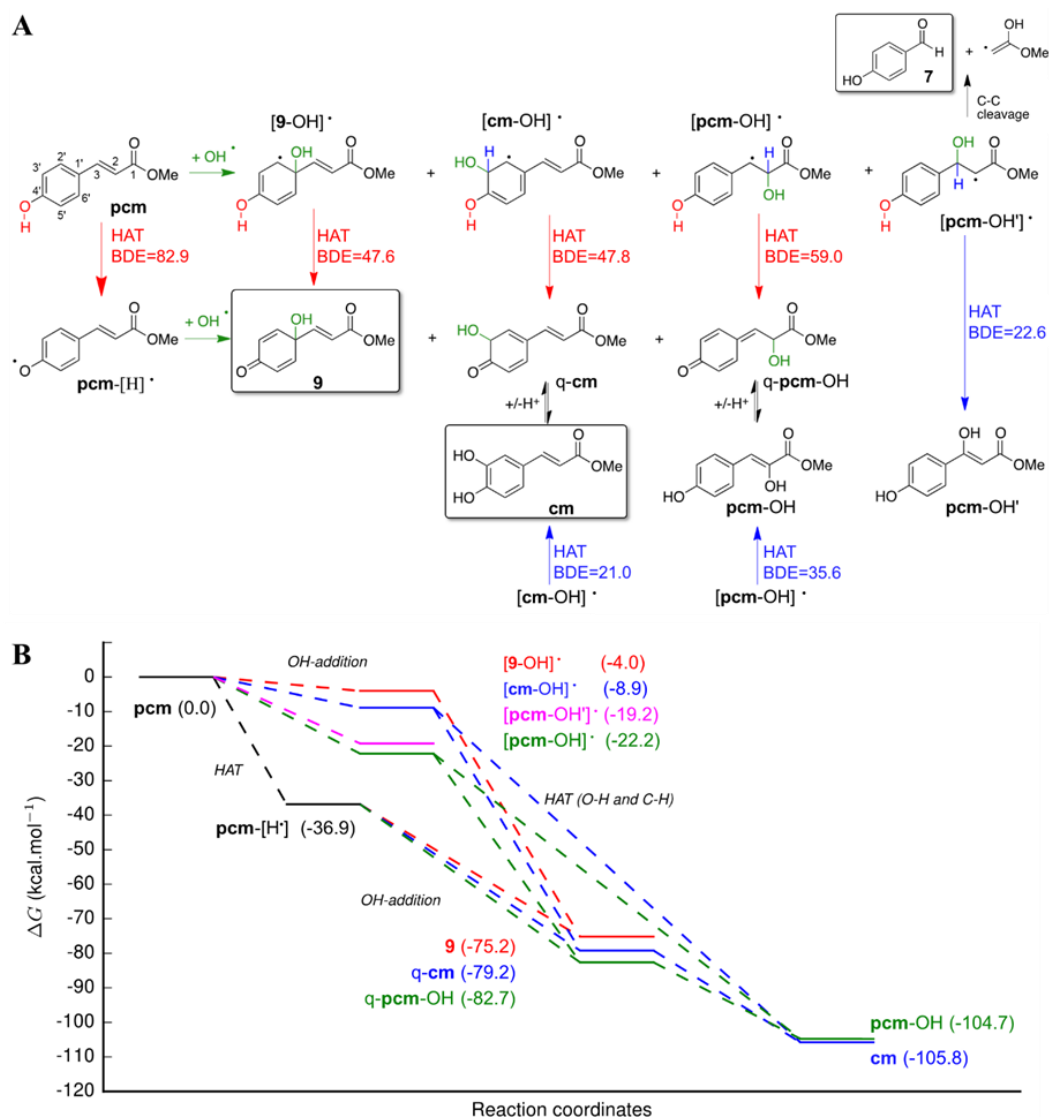 A
O
H
HO
7
+
OH
OMe
C-C
cleavage
[9-OH]•
[cm-OH]•
[pcm-OH]•
3'
2'
1'
3
2
1
O
OMe
4'
5'
6'
O
H
pcm
+ OH•
OH
O
OMe
O
H
+
HO
H
O
OMe
O
H
+
H
O
OMe
OH
O
H
+
OH
O
OMe
H
O
H
[pcm-OH']•
HAT
BDE=82.9
HAT
BDE=47.6
HAT
BDE=47.8
HAT
BDE=59.0
HAT
BDE=22.6
O
OMe
•O
pcm-[H]•
+ OH•
OH
O
OMe
O
9
+
HO
O
OMe
O
q-cm
+
O
OMe
OH
O
q-pcm-OH
+/-H⁺
+/-H⁺
HO
HO
O
OMe
cm
O
OMe
OH
HO
pcm-OH
OH
O
OMe
HO
pcm-OH'
HAT
BDE=21.0
HAT
BDE=35.6
[cm-OH]•
[pcm-OH]•
B
ΔG (kcal.mol⁻¹)
0
-10
-20
-30
-40
-50
-60
-70
-80
-90
-100
-110
-120
pcm (0.0)
OH-addition
[9-OH]• (-4.0)
[cm-OH]• (-8.9)
[pcm-OH']• (-19.2)
[pcm-OH]• (-22.2)
HAT
HAT (O-H and C-H)
pcm-[H•] (-36.9)
OH-addition
9 (-75.2)
q-cm (-79.2)
q-pcm-OH (-82.7)
pcm-OH (-104.7)
cm (-105.8)
Reaction coordinates